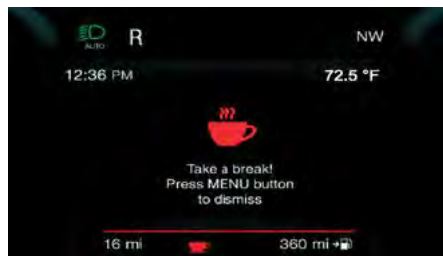 AUTO R NW
12:36 PM 72.5 °F
Take a break!
Press MENU button
to dismiss
16 mi 360 mi